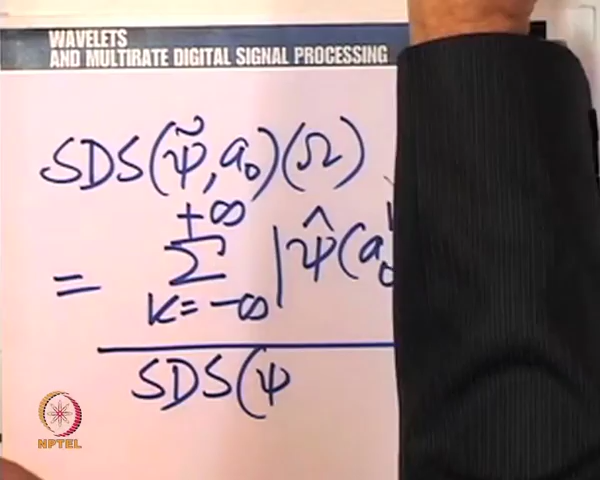 WAVELETS
AND MULTIRATE DIGITAL SIGNAL PROCESSING
SDS(ψ̃, a₀)(Ω)
+∞
= Σ |ψ̂(a₀
K = -∞
SDS(ψ
NPTEL